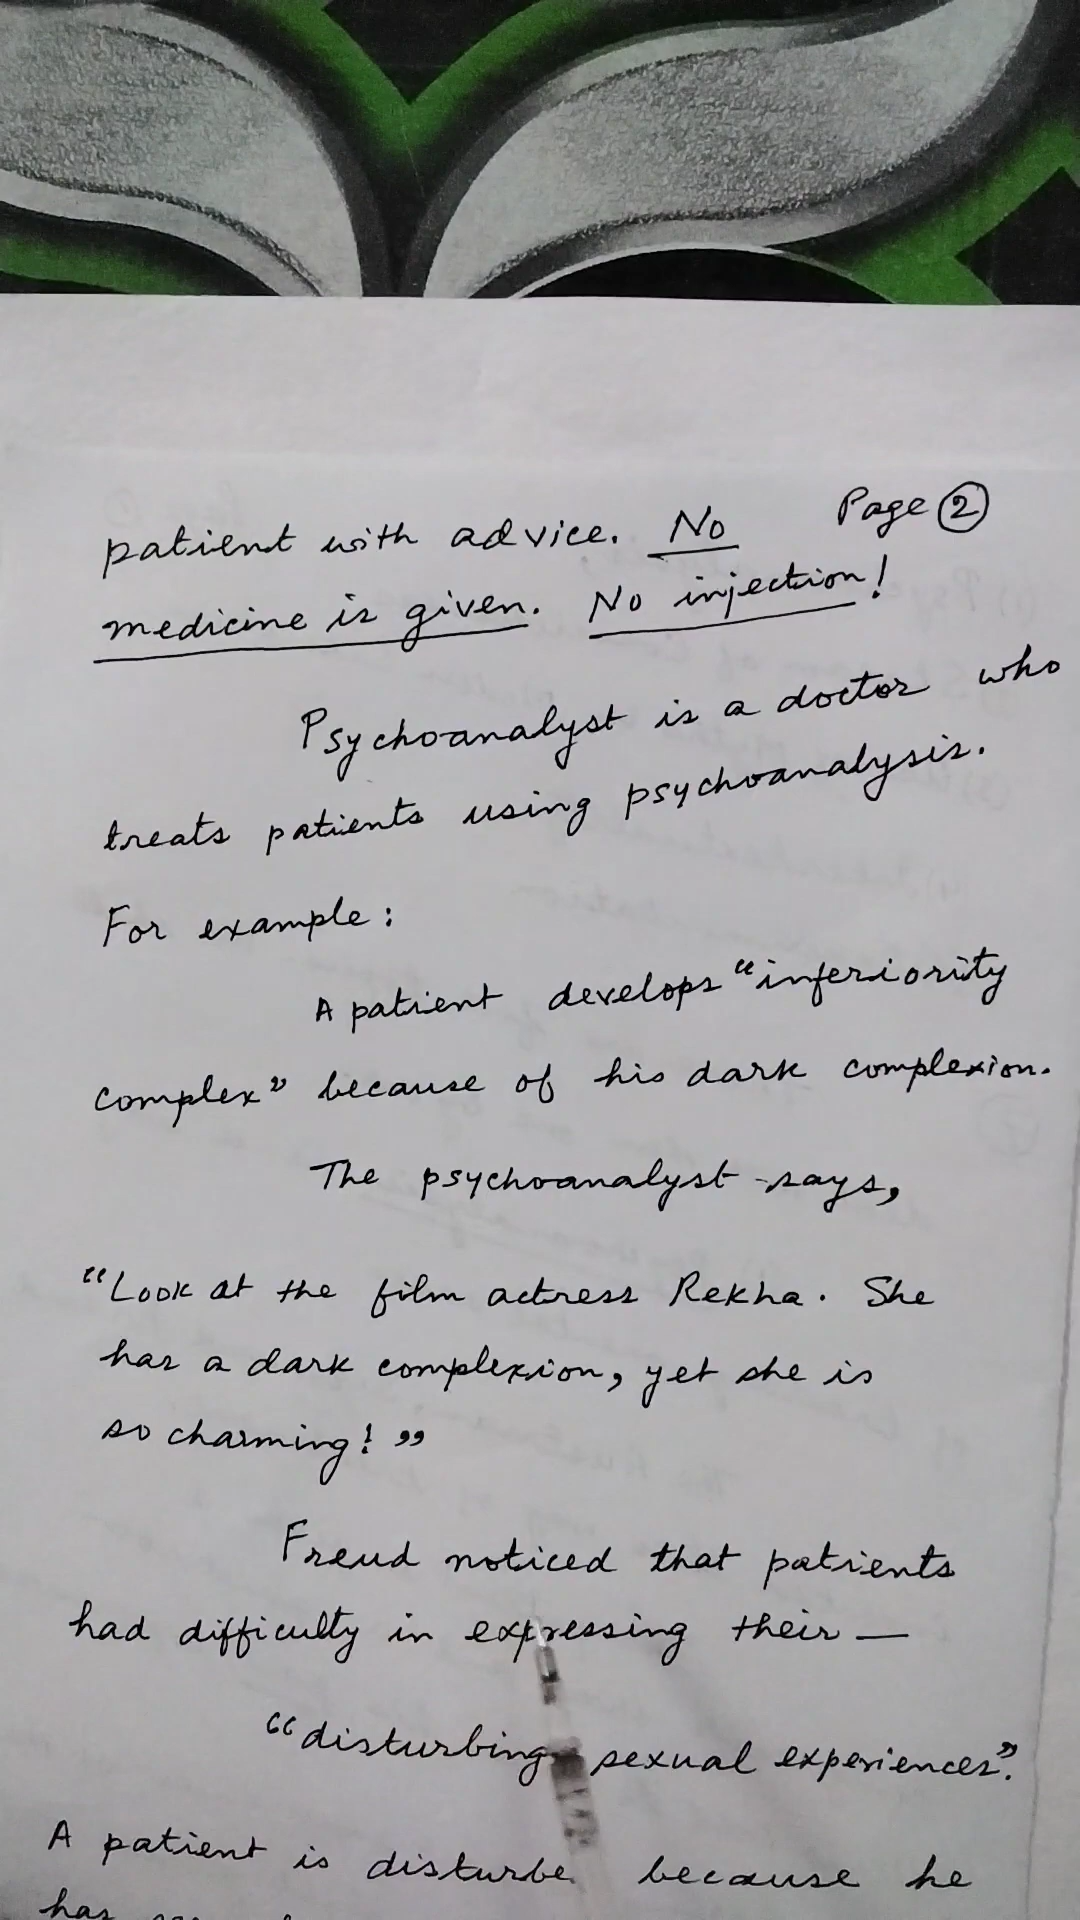 Page 2
patient with advice. No
medicine is given. No injection!
Psychoanalyst is a doctor who
treats patients using psychoanalysis.
For example:
A patient develops "inferiority
complex" because of his dark complexion.
The psychoanalyst says,
"Look at the film actress Rekha. She
has a dark complexion, yet she is
so charming!"
Freud noticed that patients
had difficulty in expressing their —
"disturbing sexual experiences".
A patient is disturbe because he
has